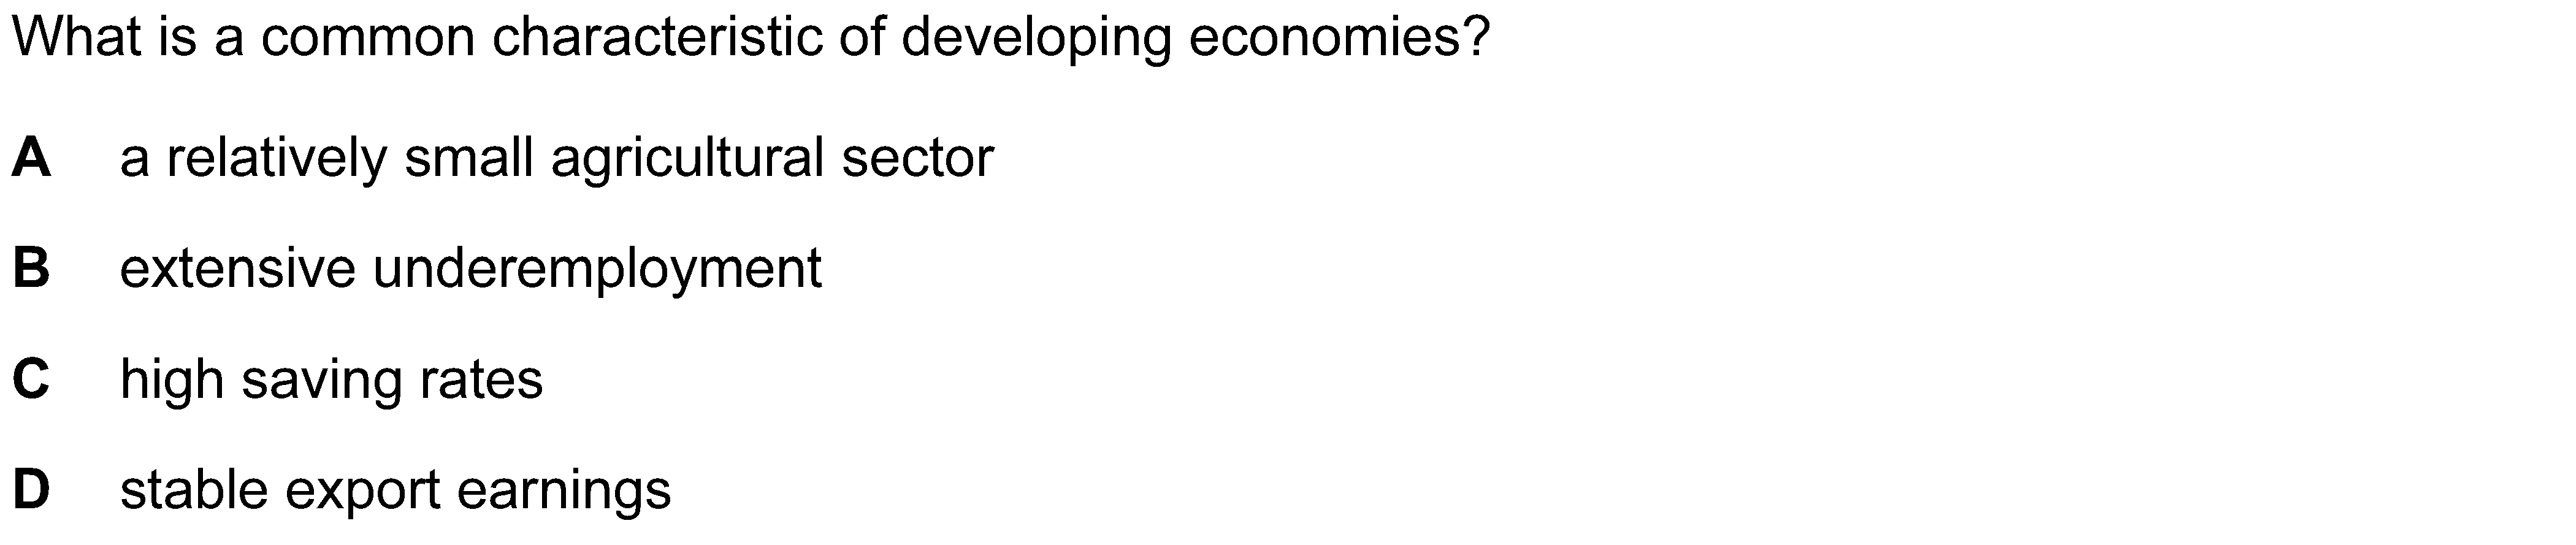 What is a common characteristic of developing economies?
A a relatively small agricultural sector
B extensive underemployment
C high saving rates
D stable export earnings